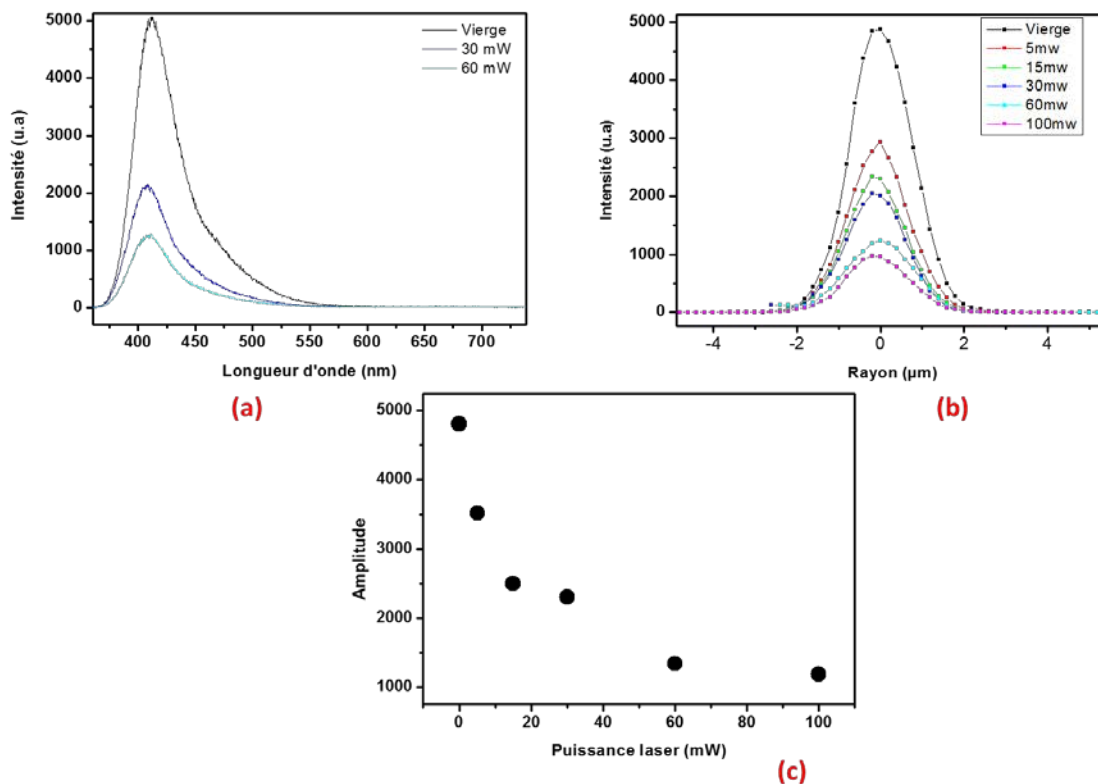 5000
4000
3000
2000
1000
0
Intensité (u.a)
Vierge
30 mW
60 mW
400
450
500
550
600
650
700
Longueur d'onde (nm)
(a)
5000
4000
3000
2000
1000
0
Intensité (u.a)
Vierge
5mw
15mw
30mw
60mw
100mw
-4
-2
0
2
4
Rayon (µm)
(b)
5000
4000
3000
2000
1000
Amplitude
0
20
40
60
80
100
Puissance laser (mW)
(c)